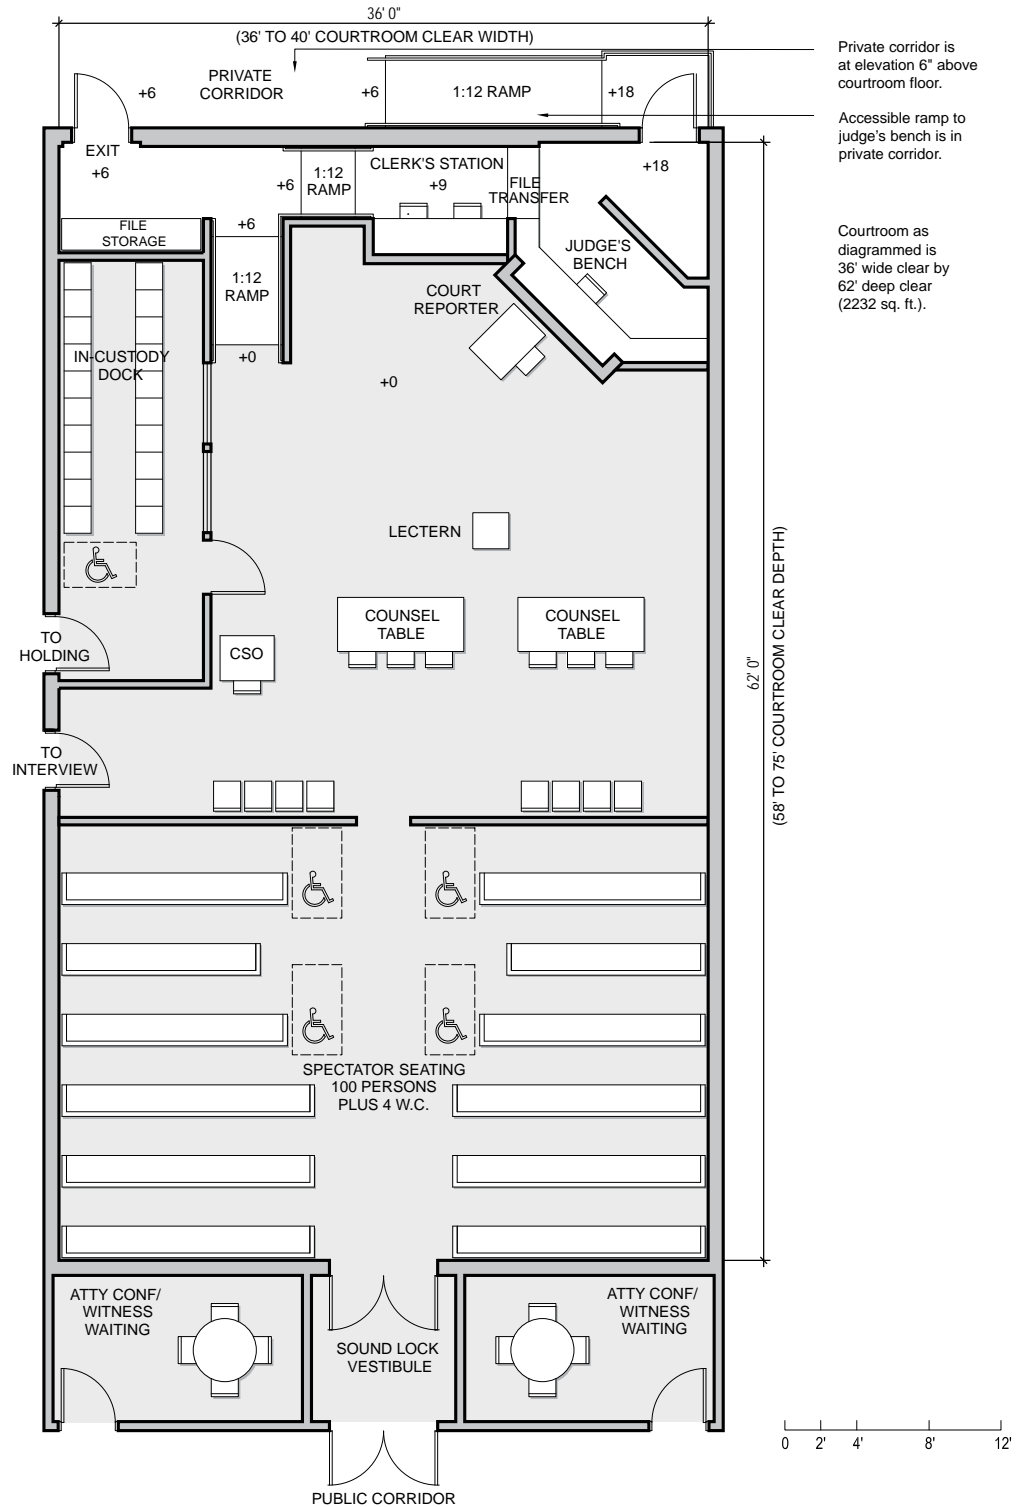 36' 0"
(36' TO 40' COURTROOM CLEAR WIDTH)
PRIVATE
CORRIDOR
+6
+6
1:12 RAMP
+18
Private corridor is
at elevation 6" above
courtroom floor.
Accessible ramp to
judge's bench is in
private corridor.
EXIT
+6
+6
1:12
RAMP
CLERK'S STATION
+9
FILE
TRANSFER
+18
FILE
STORAGE
+6
JUDGE'S
BENCH
Courtroom as
diagrammed is
36' wide clear by
62' deep clear
(2232 sq. ft.).
1:12
RAMP
COURT
REPORTER
IN-CUSTODY
DOCK
+0
+0
LECTERN
COUNSEL
TABLE
COUNSEL
TABLE
TO
HOLDING
CSO
62' 0"
(58' TO 75' COURTROOM CLEAR DEPTH)
TO
INTERVIEW
SPECTATOR SEATING
100 PERSONS
PLUS 4 W.C.
ATTY CONF/
WITNESS
WAITING
SOUND LOCK
VESTIBULE
ATTY CONF/
WITNESS
WAITING
0 2' 4' 8' 12'
PUBLIC CORRIDOR